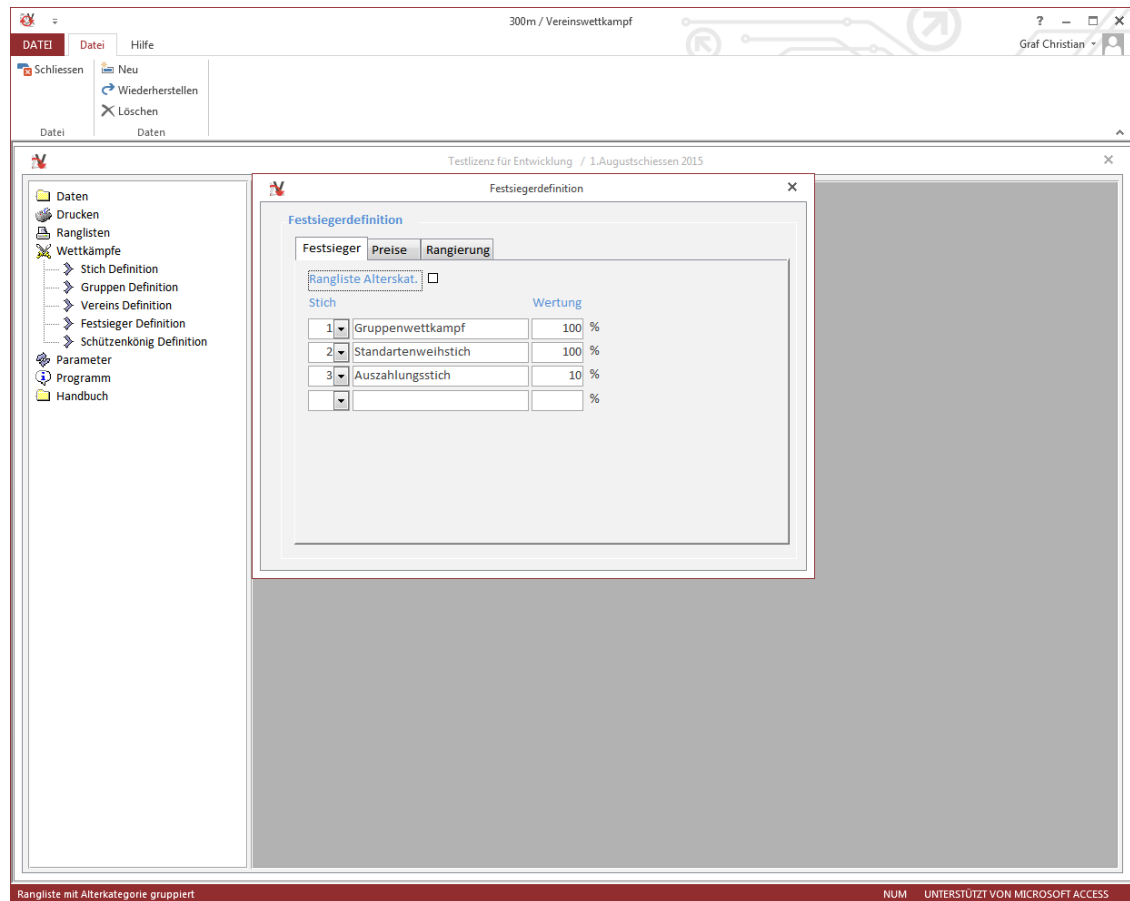 300m / Vereinswettkampf
?
DATEI Datei Hilfe Graf Christian
Schliessen Neu
Wiederherstellen
Löschen
Datei Daten
Testlizenz für Entwicklung / 1.Augustschiessen 2015
Daten
Drucken
Ranglisten
Wettkämpfe
Stich Definition
Gruppen Definition
Vereins Definition
Festsieger Definition
Schützenkönig Definition
Parameter
Programm
Handbuch
Festsiegerdefinition
Festsiegerdefinition
Festsieger Preise Rangierung
Rangliste Alterskat.
Stich Wertung
1 Gruppenwettkampf 100 %
2 Standartenweihstich 100 %
3 Auszahlungsstich 10 %
%
Rangliste mit Alterkategorie gruppiert NUM UNTERSTÜTZT VON MICROSOFT ACCESS